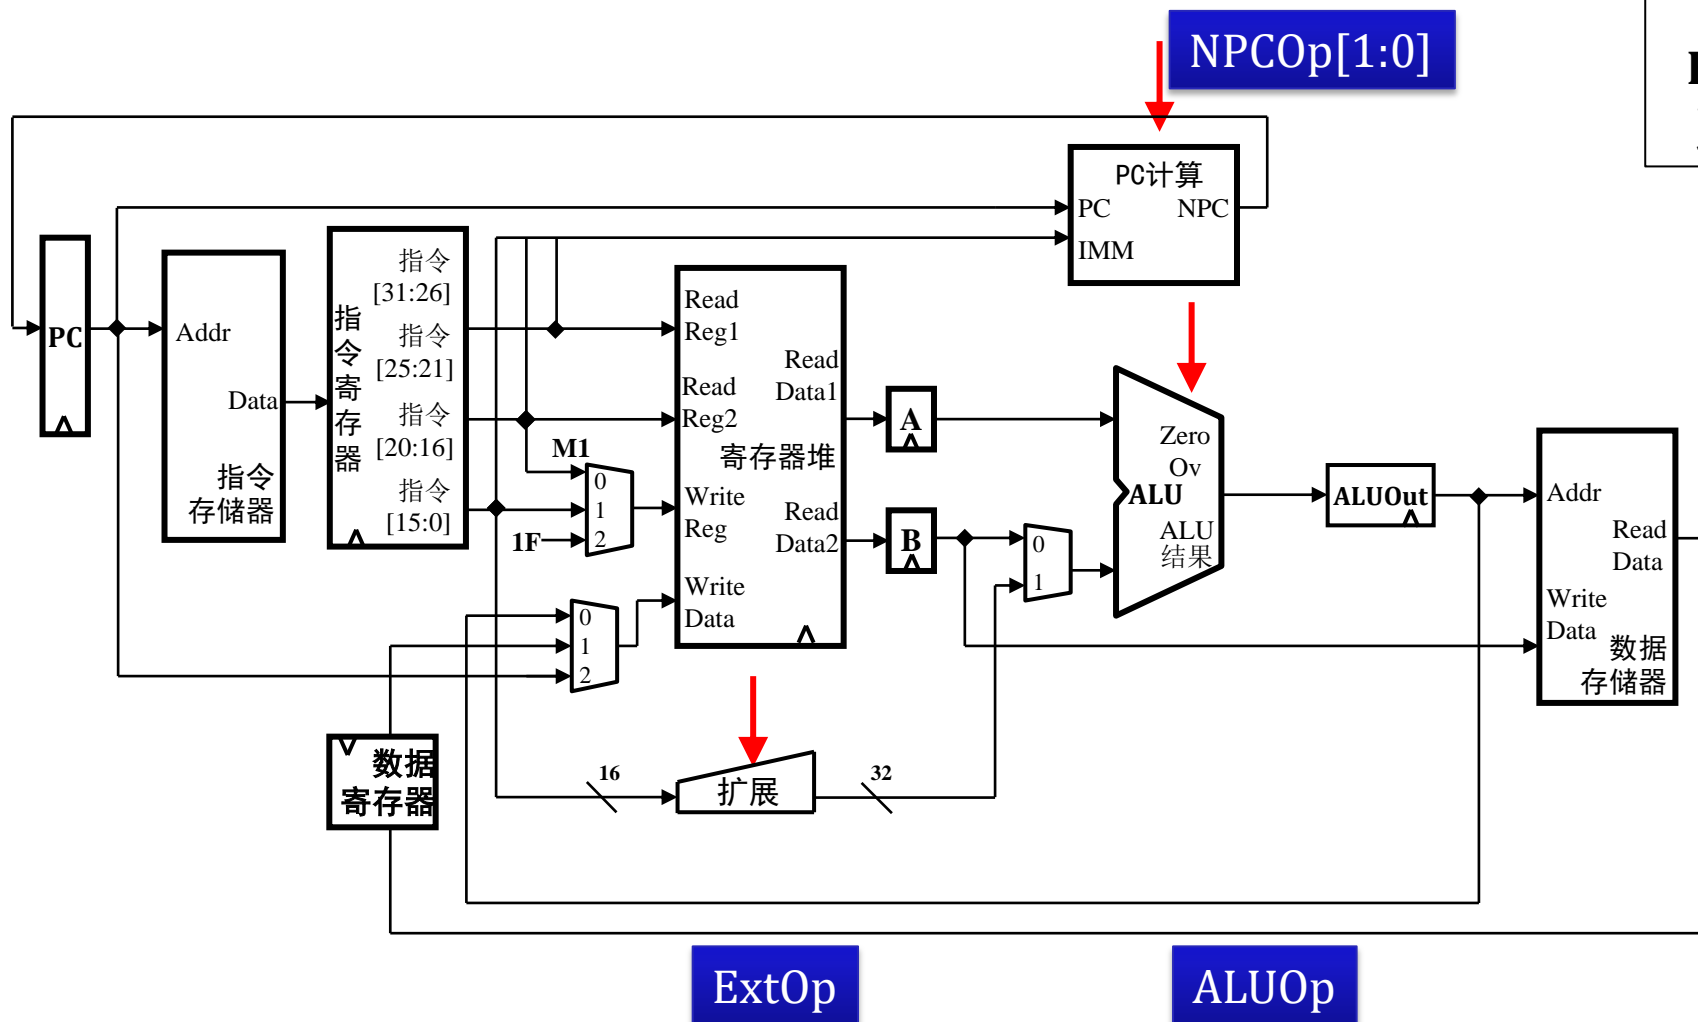 NPCOp[1:0]
PC计算
PC
NPC
IMM
PC
Addr
Data
指令
存储器
指令寄存器
指令
[31:26]
指令
[25:21]
指令
[20:16]
指令
[15:0]
M1
0
1
2
1F
0
1
2
Read
Reg1
Read
Reg2
Write
Reg
Write
Data
Read
Data1
寄存器堆
Read
Data2
A
B
0
1
Zero
Ov
ALU
ALU
结果
ALUOut
Addr
Read
Data
Write
Data
数据
存储器
数据
寄存器
16
扩展
32
ExtOp
ALUOp